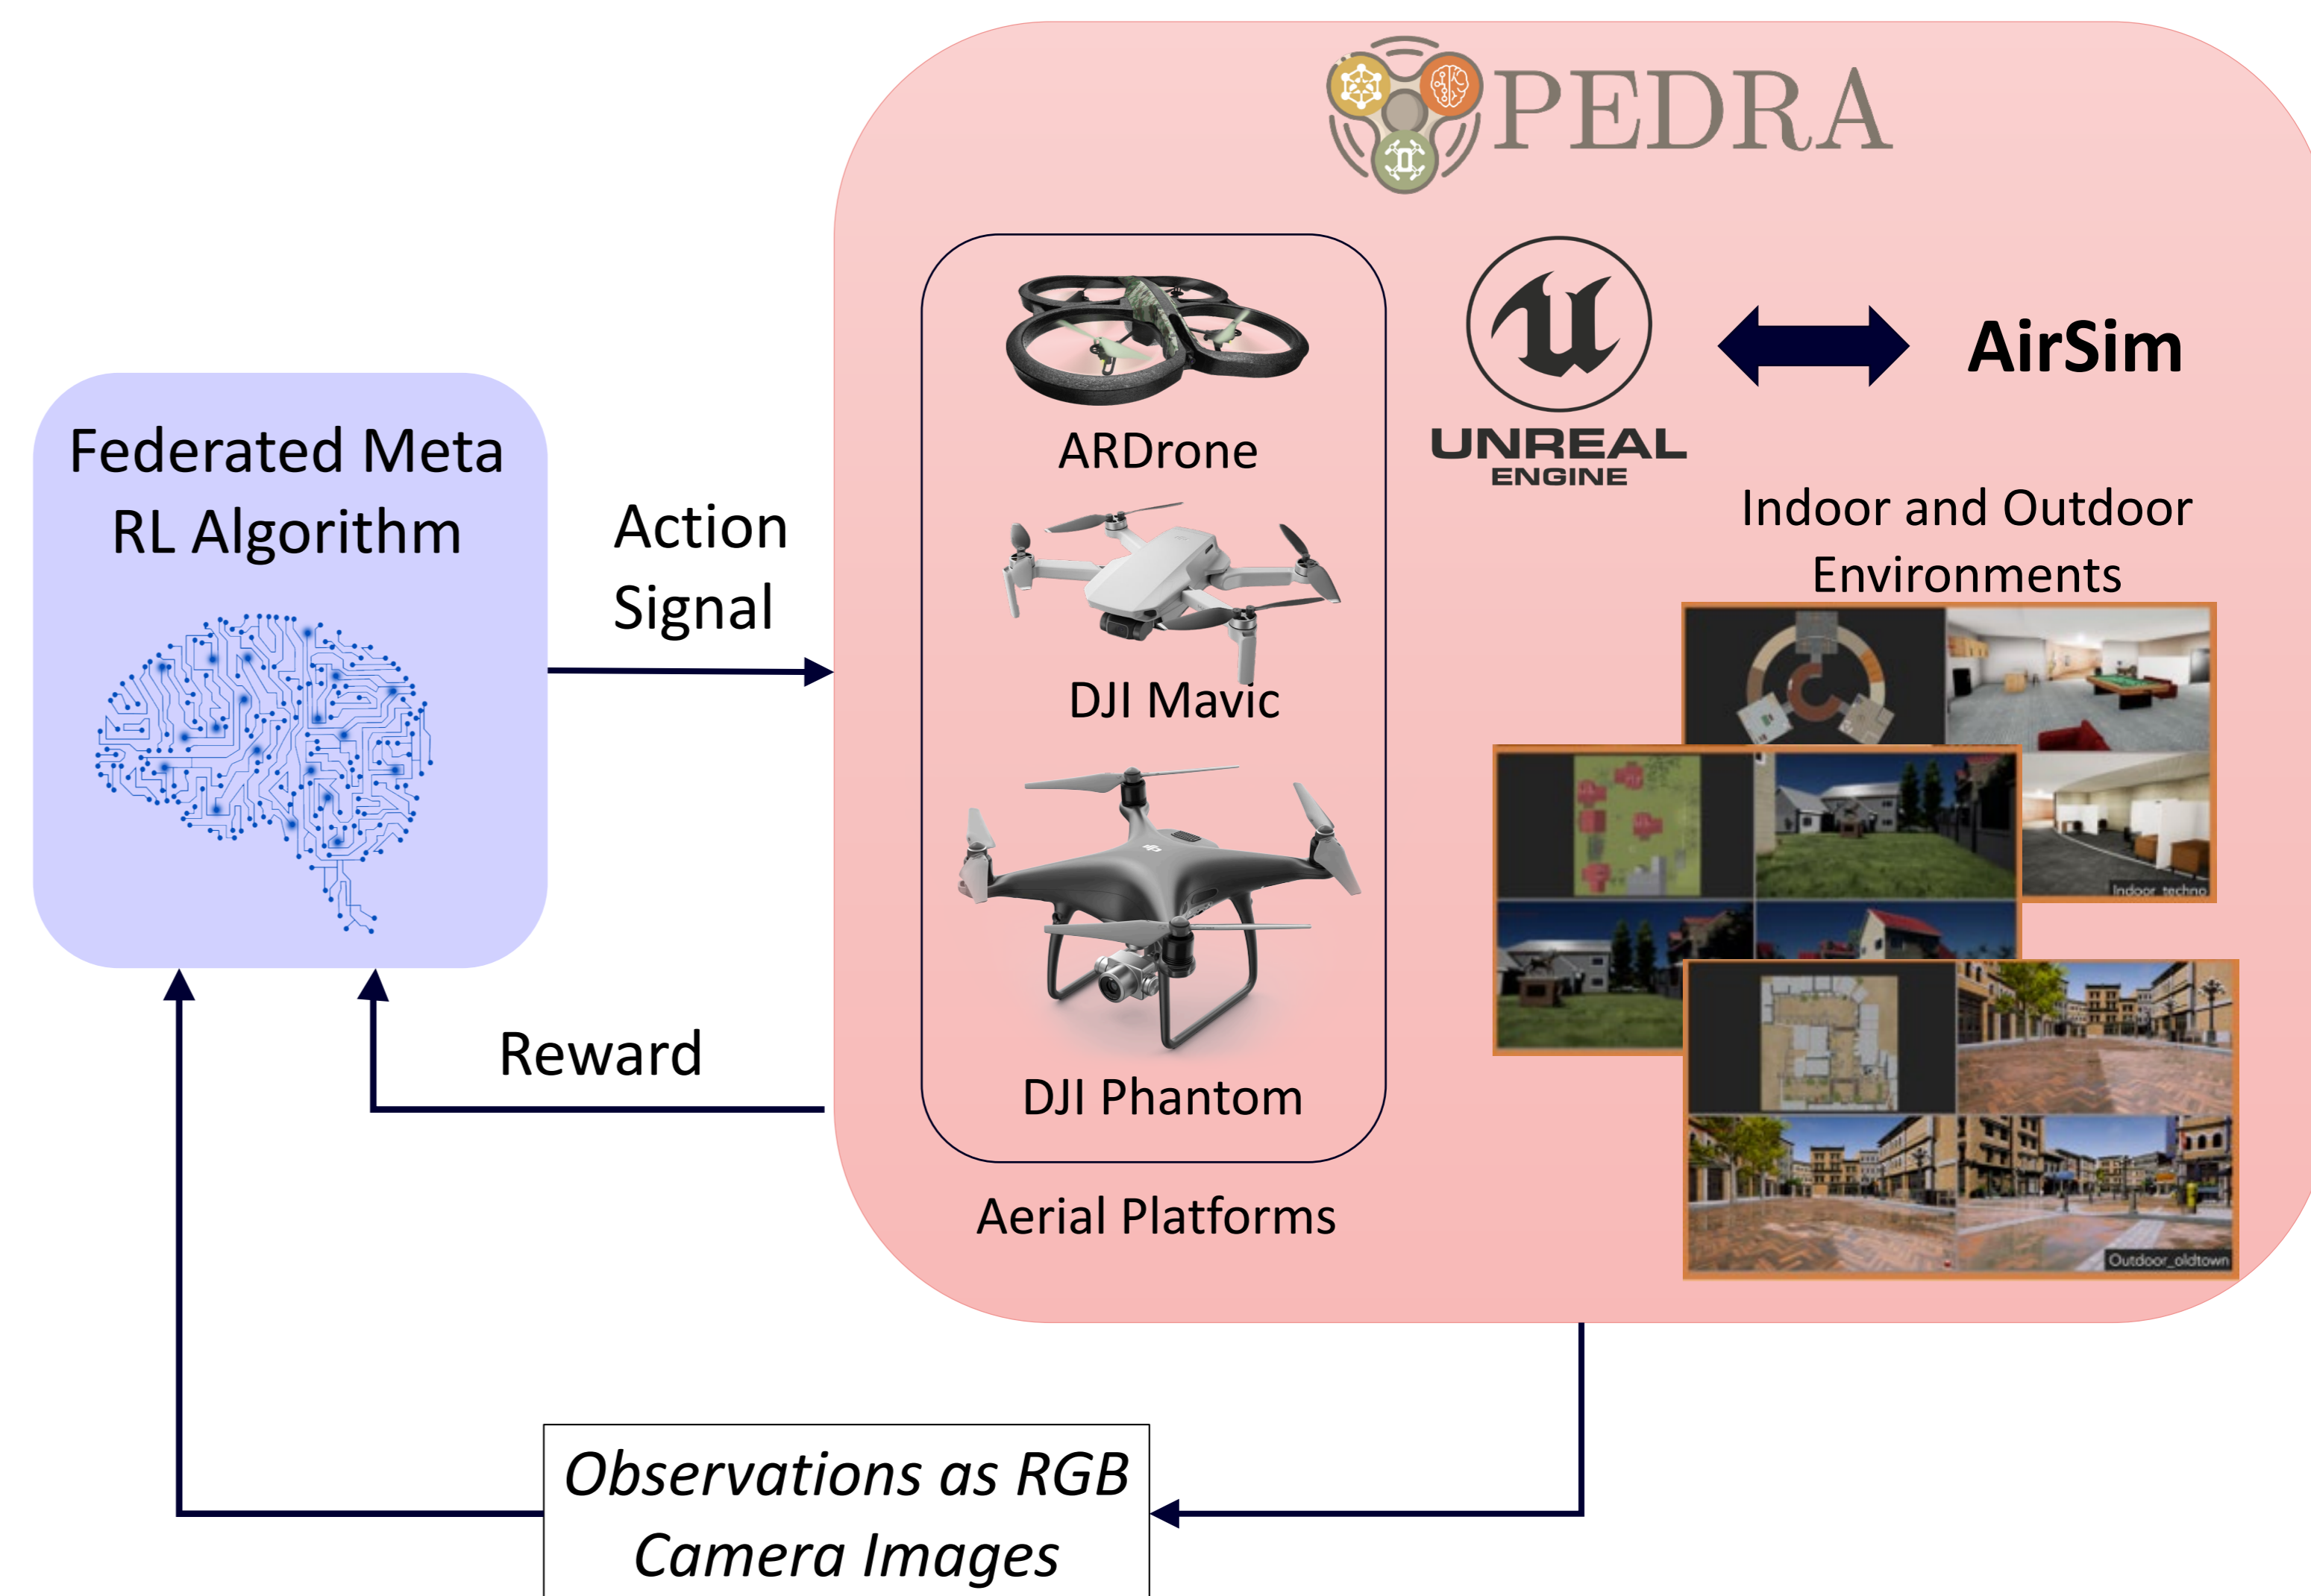 PEDRA
Federated Meta
RL Algorithm
Action
Signal
Reward
ARDrone
DJI Mavic
DJI Phantom
Aerial Platforms
UNREAL
ENGINE
AirSim
Indoor and Outdoor
Environments
Indoor_techno
Outdoor_oldtown
Observations as RGB
Camera Images